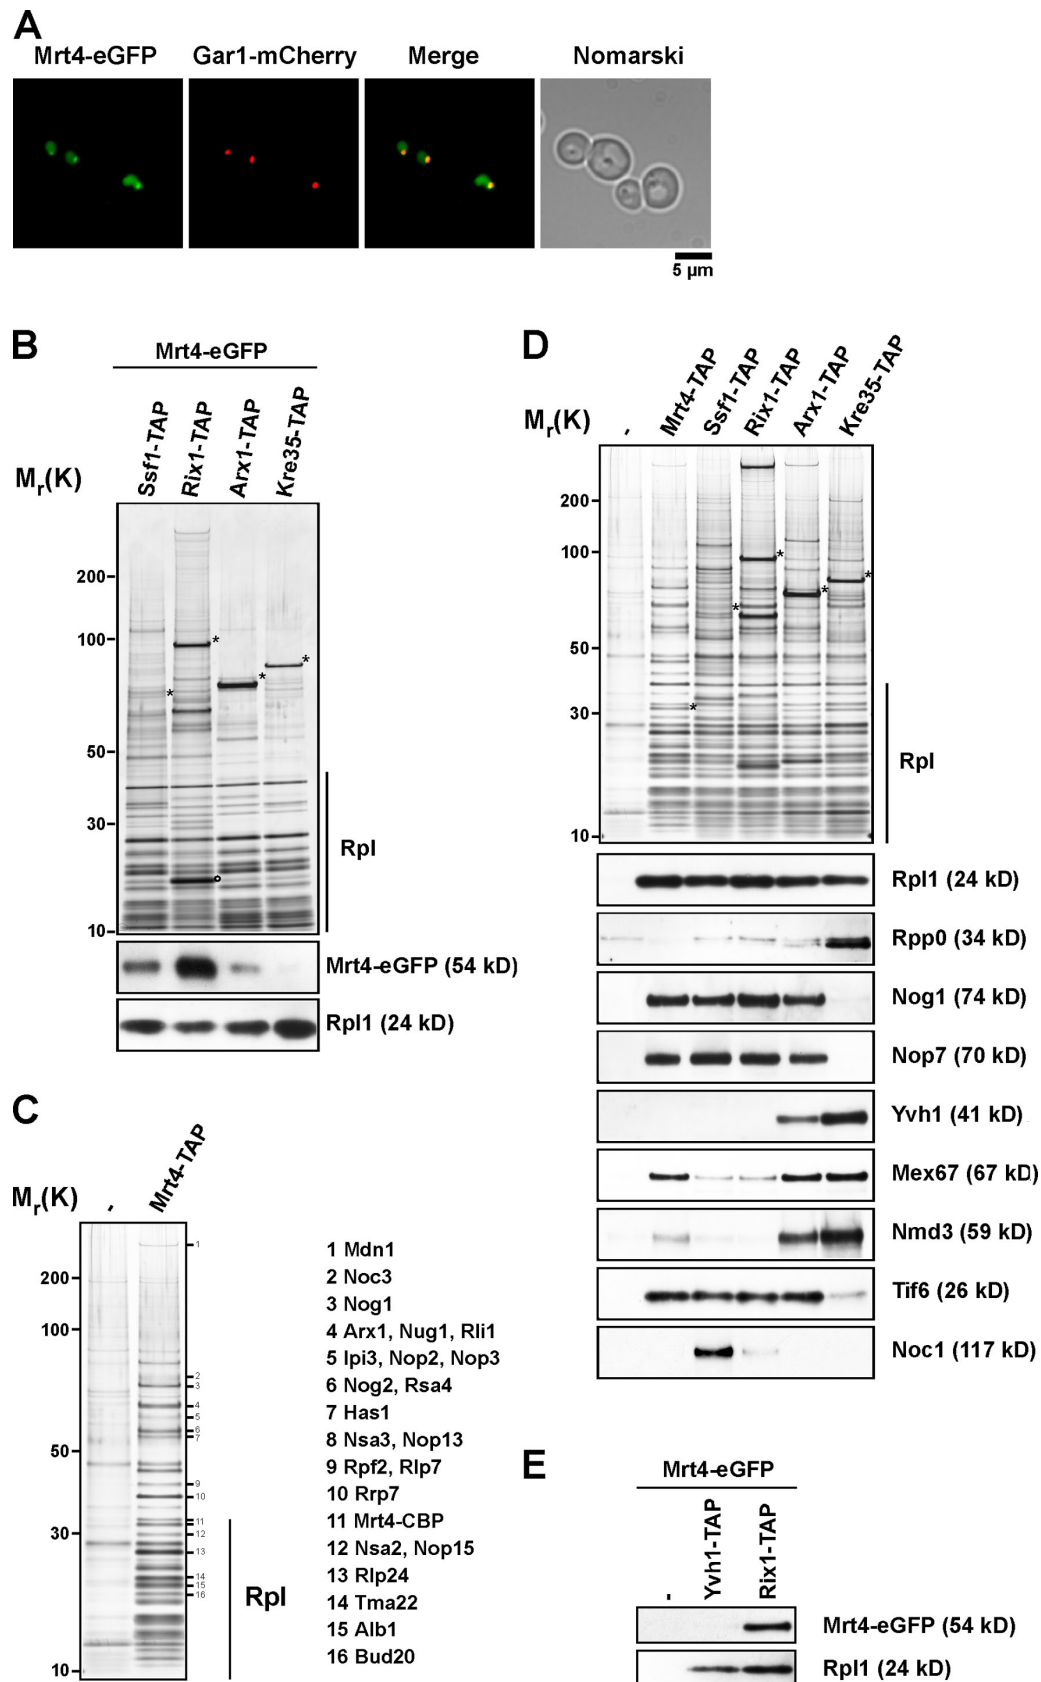 A
Mrt4-eGFP Gar1-mCherry Merge Nomarski
5 µm
B
Mrt4-eGFP
Ssf1-TAP
Rix1-TAP
Arx1-TAP
Kre35-TAP
Mr(K)
200
100
50
30
10
*
*
*
*
Rpl
Mrt4-eGFP (54 kD)
Rpl1 (24 kD)
C
Mr(K)
-
Mrt4-TAP
200
100
50
30
10
1
2
3
4
5
6
7
9
10
11
12
13
14
15
16
Rpl
1 Mdn1
2 Noc3
3 Nog1
4 Arx1, Nug1, Rli1
5 Ipi3, Nop2, Nop3
6 Nog2, Rsa4
7 Has1
8 Nsa3, Nop13
9 Rpf2, Rlp7
10 Rrp7
11 Mrt4-CBP
12 Nsa2, Nop15
13 Rlp24
14 Tma22
15 Alb1
16 Bud20
D
Mr(K)
-
Mrt4-TAP
Ssf1-TAP
Rix1-TAP
Arx1-TAP
Kre35-TAP
200
100
50
30
10
*
*
*
*
*
Rpl
Rpl1 (24 kD)
Rpp0 (34 kD)
Nog1 (74 kD)
Nop7 (70 kD)
Yvh1 (41 kD)
Mex67 (67 kD)
Nmd3 (59 kD)
Tif6 (26 kD)
Noc1 (117 kD)
E
Mrt4-eGFP
-
Yvh1-TAP
Rix1-TAP
Mrt4-eGFP (54 kD)
Rpl1 (24 kD)